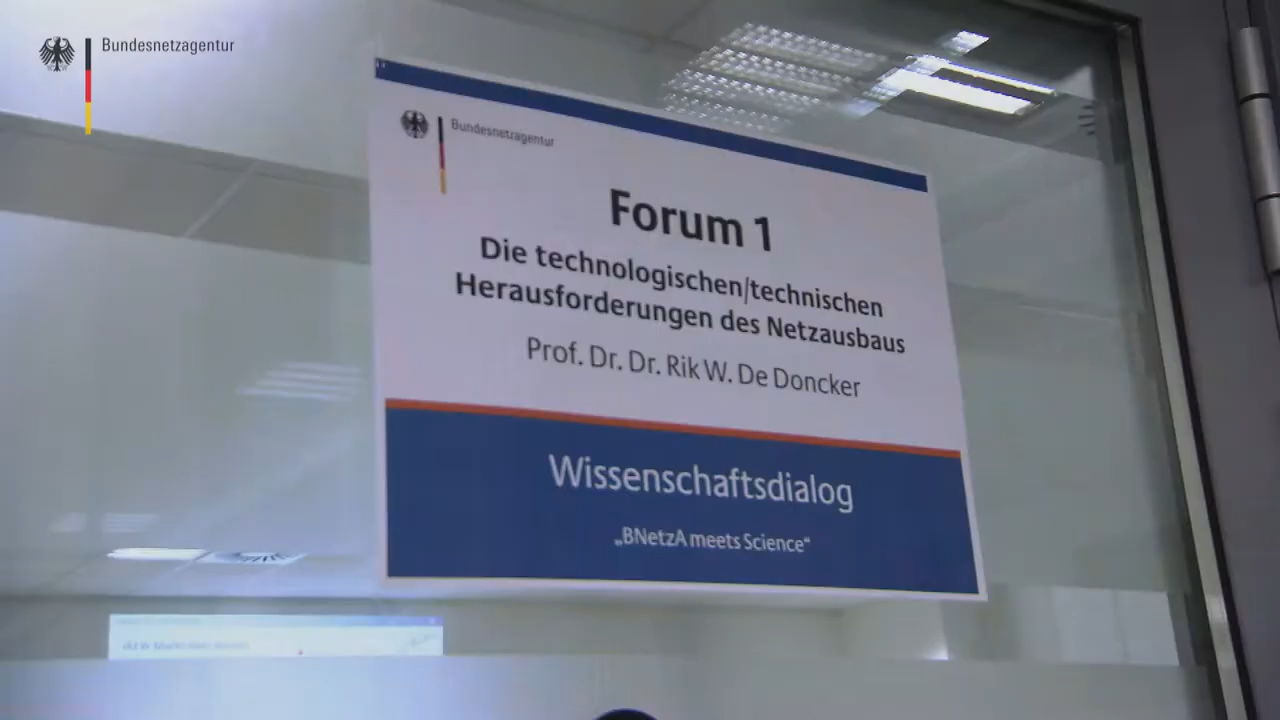 Bundesnetzagentur
Bundesnetzagentur
Forum 1
Die technologischen/technischen
Herausforderungen des Netzausbaus
Prof. Dr. Dr. Rik W. De Doncker
Wissenschaftsdialog
„BNetzA meets Science“